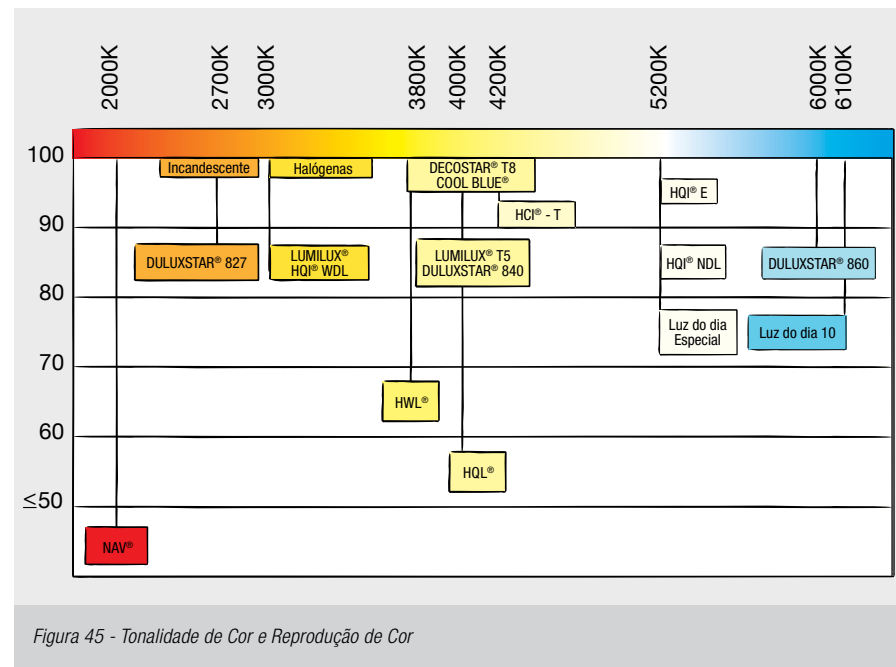 2000K 2700K 3000K 3800K 4000K 4200K 5200K 6000K 6100K
100
Incandescente
Halógenas
DECOSTAR® T8
COOL BLUE®
HQI® E
HCI® - T
90
DULUXSTAR® 827
LUMILUX®
HQI® WDL
LUMILUX® T5
DULUXSTAR® 840
HQI® NDL
DULUXSTAR® 860
80
Luz do dia
Especial
Luz do dia 10
70
HWL®
60
HQL®
≤50
NAV®
Figura 45 - Tonalidade de Cor e Reprodução de Cor